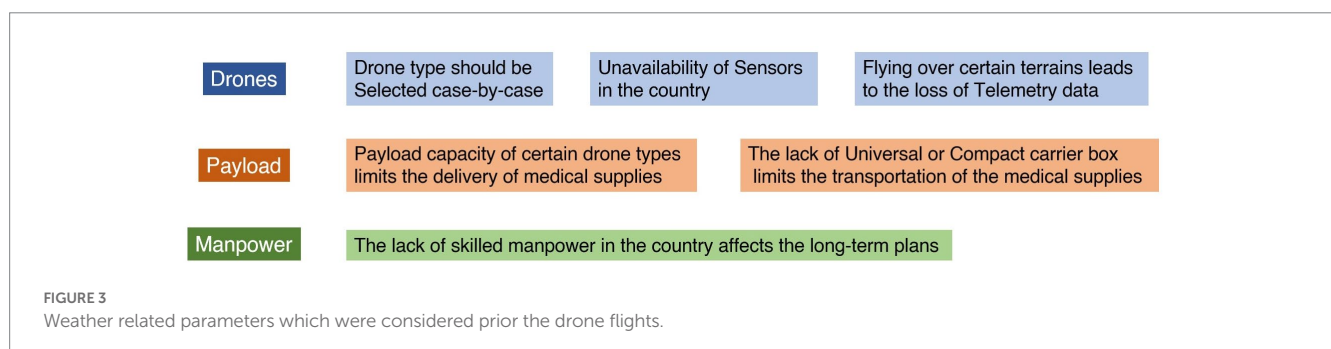 Drones
Drone type should be
Selected case-by-case
Unavailability of Sensors
in the country
Flying over certain terrains leads
to the loss of Telemetry data
Payload
Payload capacity of certain drone types
limits the delivery of medical supplies
The lack of Universal or Compact carrier box
limits the transportation of the medical supplies
Manpower
The lack of skilled manpower in the country affects the long-term plans
FIGURE 3
Weather related parameters which were considered prior the drone flights.